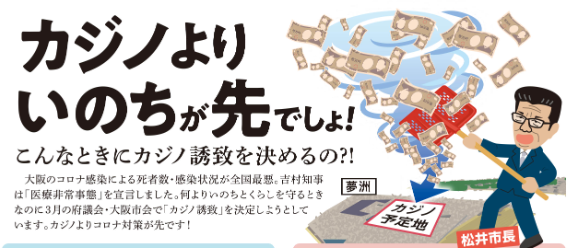 カジノより
いのちが先でしょ!
こんなときにカジノ誘致を決めるの?!
大阪のコロナ感染による死者数・感染状況が全国最悪。吉村知事
は「医療非常事態」を宣言しました。何よりいのちとくらしを守るとき
なのに3月の府議会・大阪市会で「カジノ誘致」を決定しようとして
います。カジノよりコロナ対策が先です!
夢洲
カジノ
予定地
松井市長